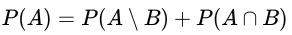 P(A) = P(A \ B) + P(A ∩ B)